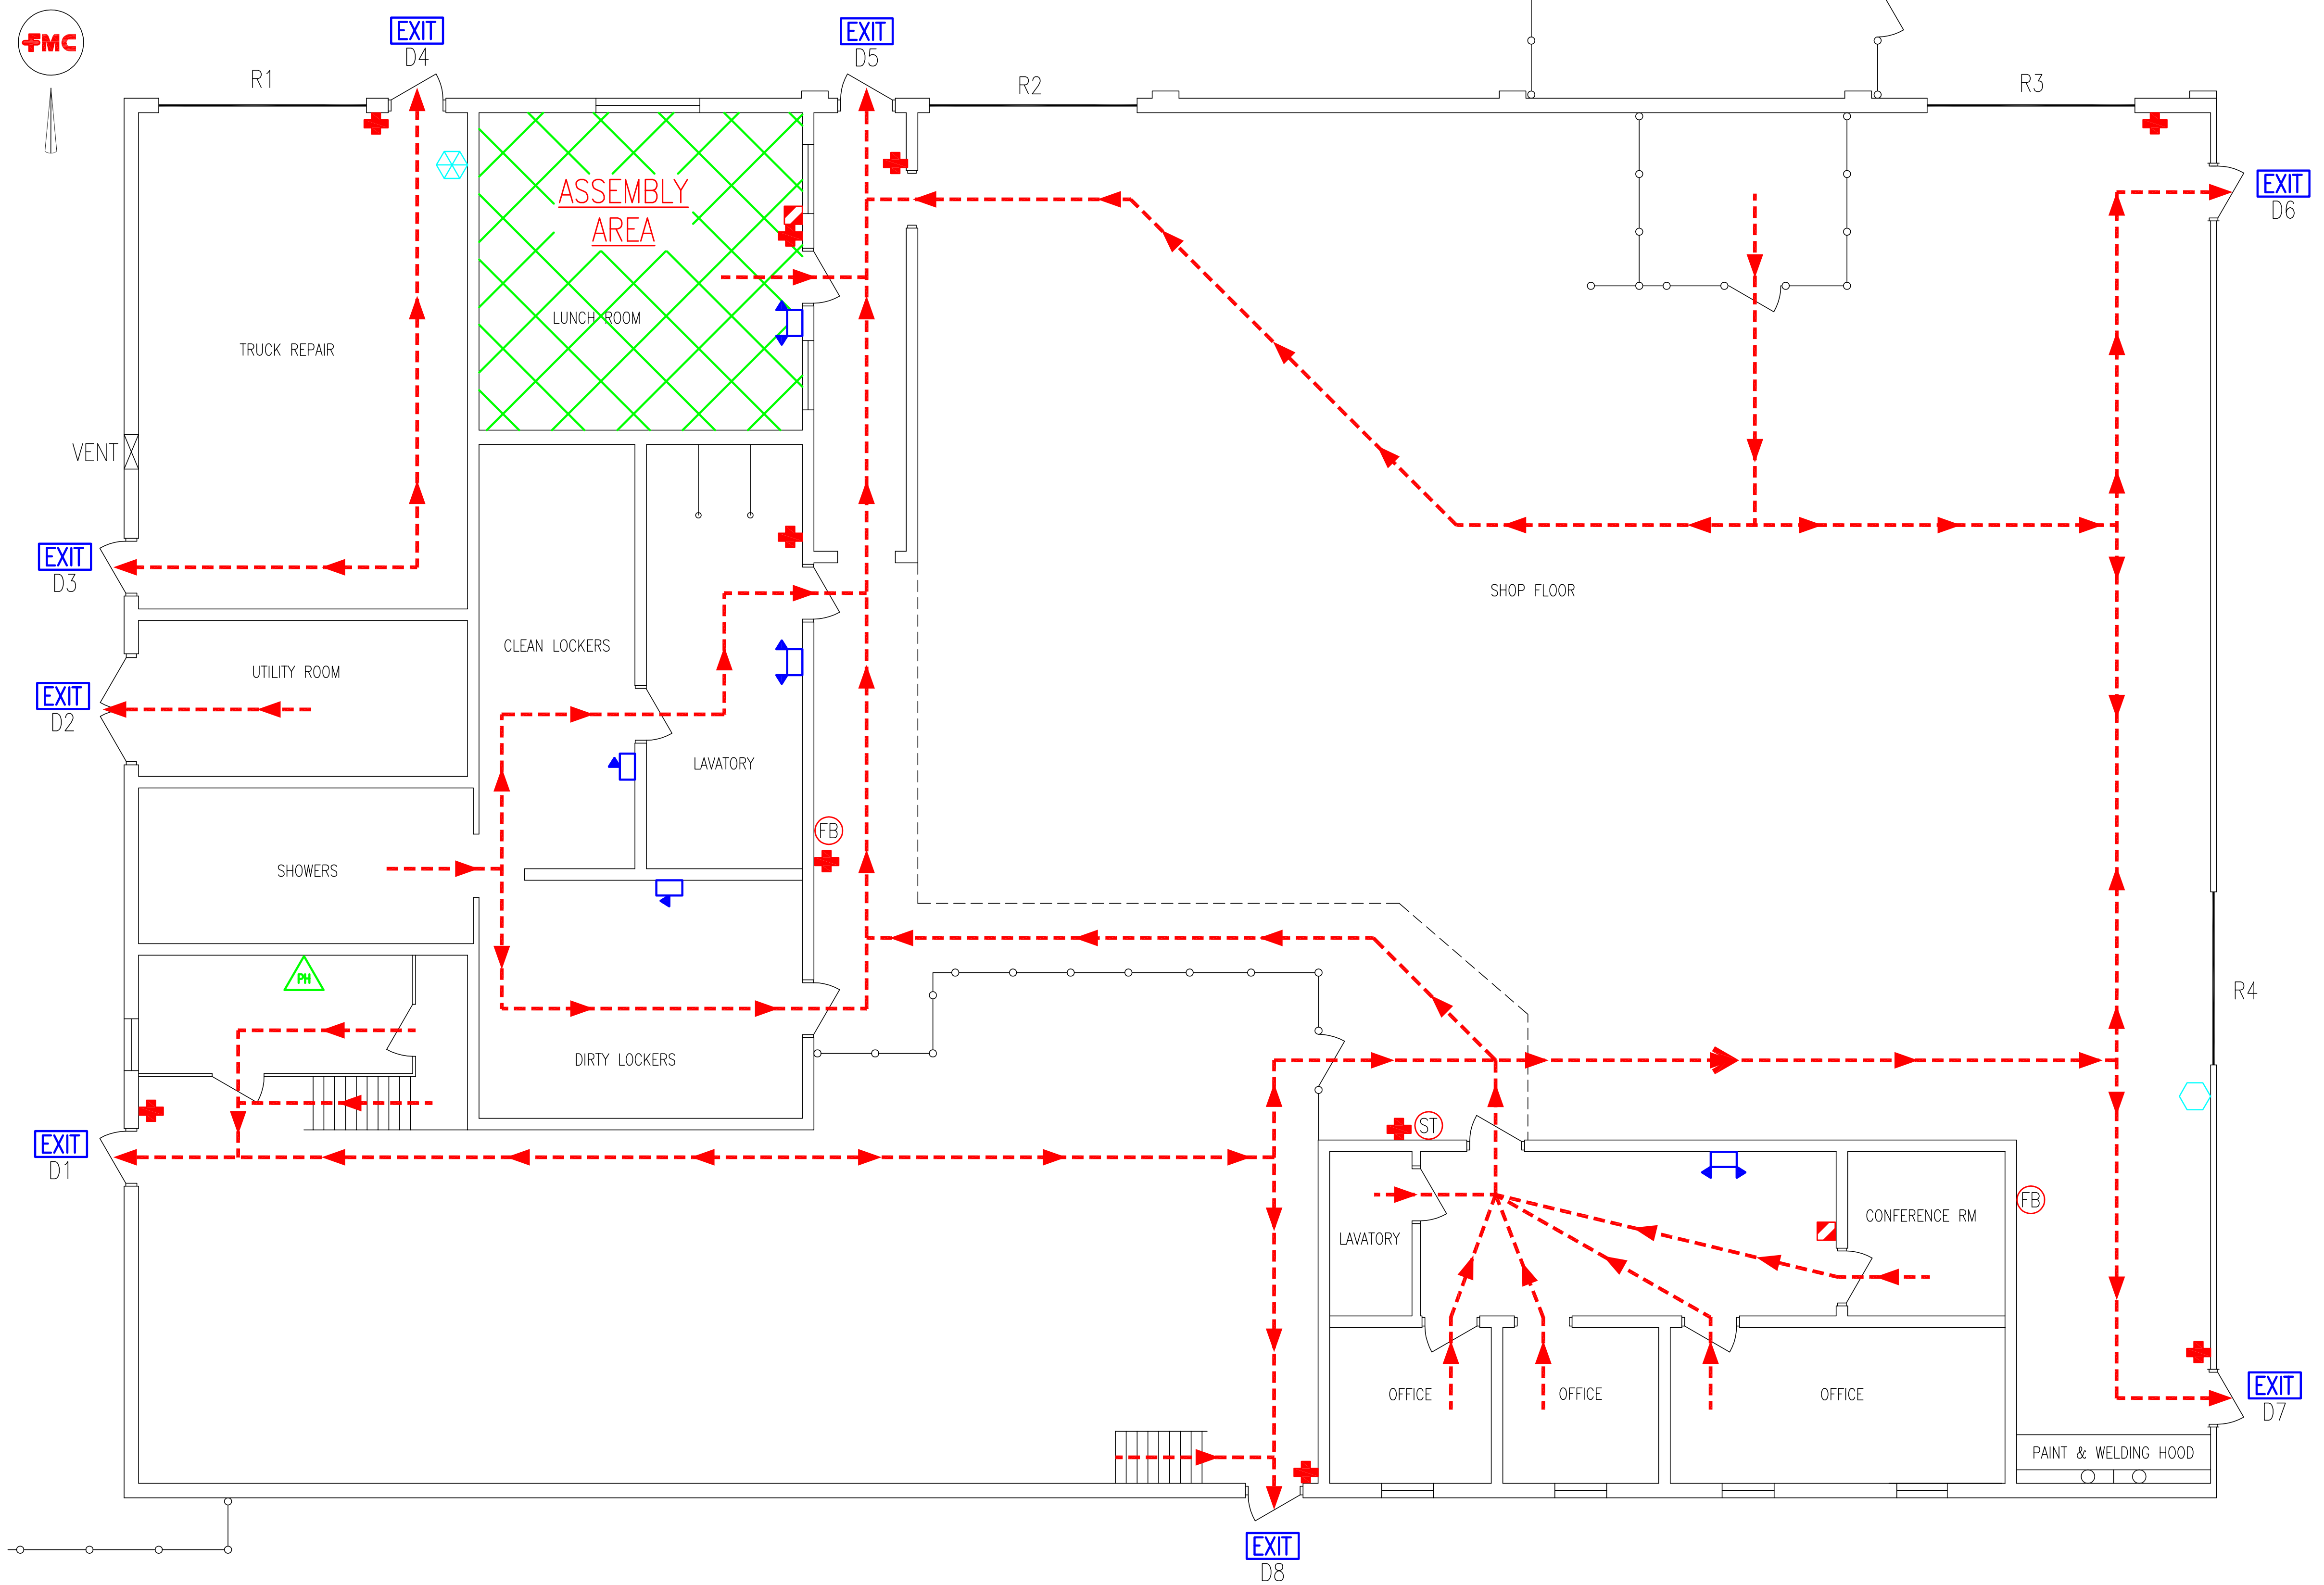 FMC
EXIT
D4
EXIT
D5
R1
R2
R3
ASSEMBLY
AREA
EXIT
D6
LUNCH ROOM
TRUCK REPAIR
VENT
EXIT
D3
SHOP FLOOR
CLEAN LOCKERS
UTILITY ROOM
EXIT
D2
LAVATORY
FB
SHOWERS
PH
R4
DIRTY LOCKERS
ST
EXIT
D1
FB
CONFERENCE RM
LAVATORY
OFFICE
OFFICE
OFFICE
EXIT
D7
PAINT & WELDING HOOD
EXIT
D8